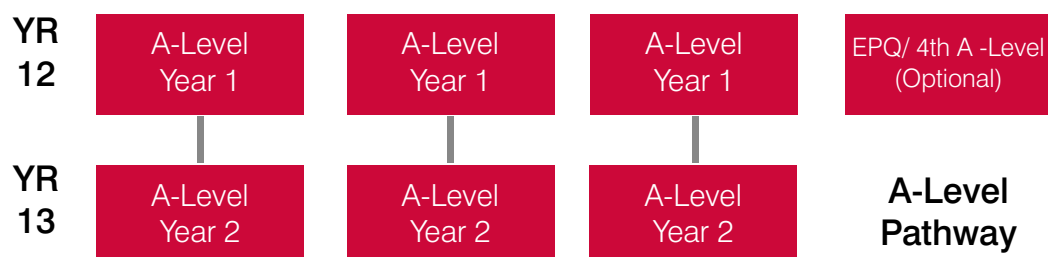 YR
12
A-Level
Year 1
A-Level
Year 1
A-Level
Year 1
EPQ/ 4th A -Level
(Optional)
YR
13
A-Level
Year 2
A-Level
Year 2
A-Level
Year 2
A-Level
Pathway